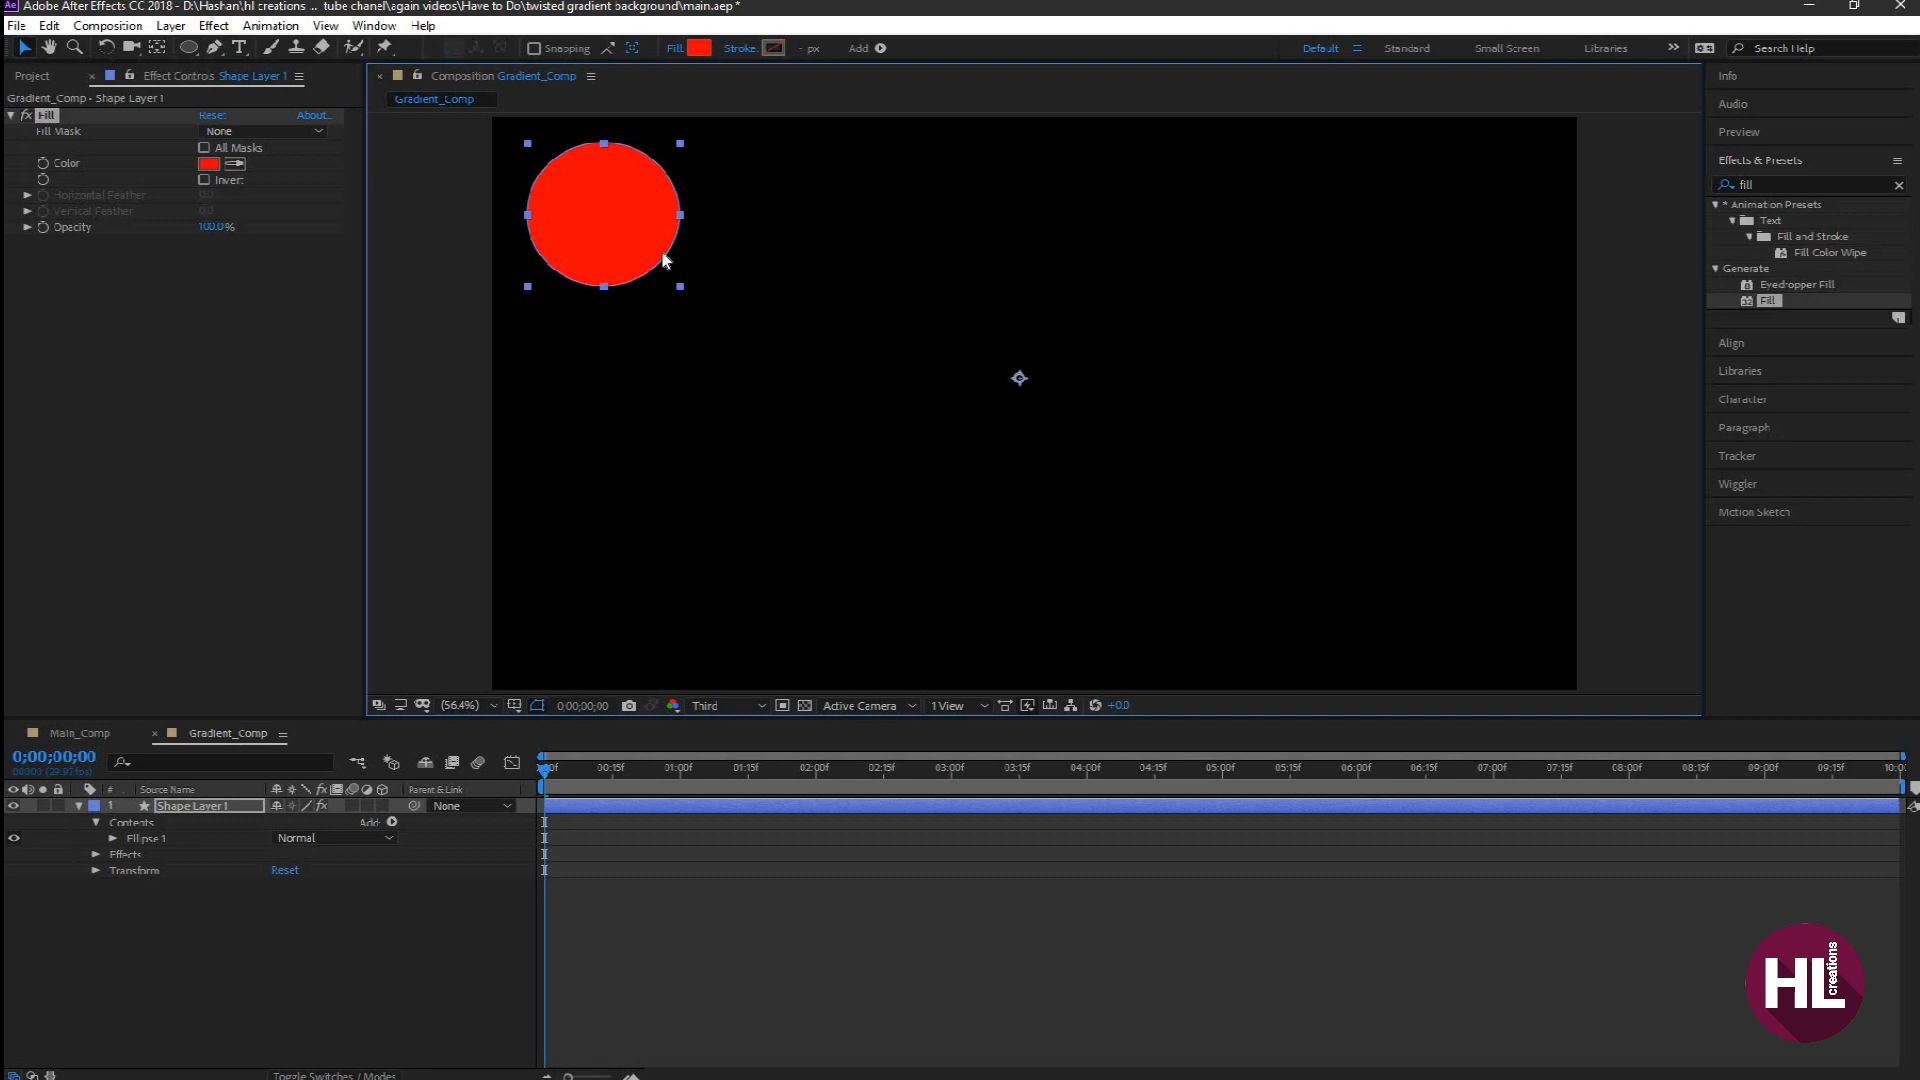 Adobe After Effects CC 2018 - D:\Hashan\hl creations ... tube chanel\again videos\Have to Do\twisted gradient background\main.aep *
File Edit Composition Layer Effect Animation View Window Help
Snapping Fill Stroke - px Add Default Standard Small Screen Libraries Search Help
Project Effect Controls Shape Layer 1
Composition Gradient_Comp
Gradient_Comp • Shape Layer 1
Gradient_Comp
fx Fill Reset About...
Fill Mask None
All Masks
Color
Invert
Horizontal Feather 0.0
Vertical Feather 0.0
Opacity 100.0%
Info
Audio
Preview
Effects & Presets
fill
* Animation Presets
Text
Fill and Stroke
Fill Color Wipe
Generate
Eyedropper Fill
Fill
Align
Libraries
Character
Paragraph
Tracker
Wiggler
Motion Sketch
(56.4%) 0;00;00;00 Third Active Camera 1 View +0.0
Main_Comp Gradient_Comp
0;00;00;00
00000 (29.97 fps)
00:15f 01:00f 01:15f 02:00f 02:15f 03:00f 03:15f 04:00f 04:15f 05:00f 05:15f 06:00f 06:15f 07:00f 07:15f 08:00f 08:15f 09:00f 09:15f
# Source Name Parent & Link
1 Shape Layer 1 None
Contents Add:
Ellipse 1 Normal
Effects
Transform Reset
Toggle Switches / Modes
HL
creations